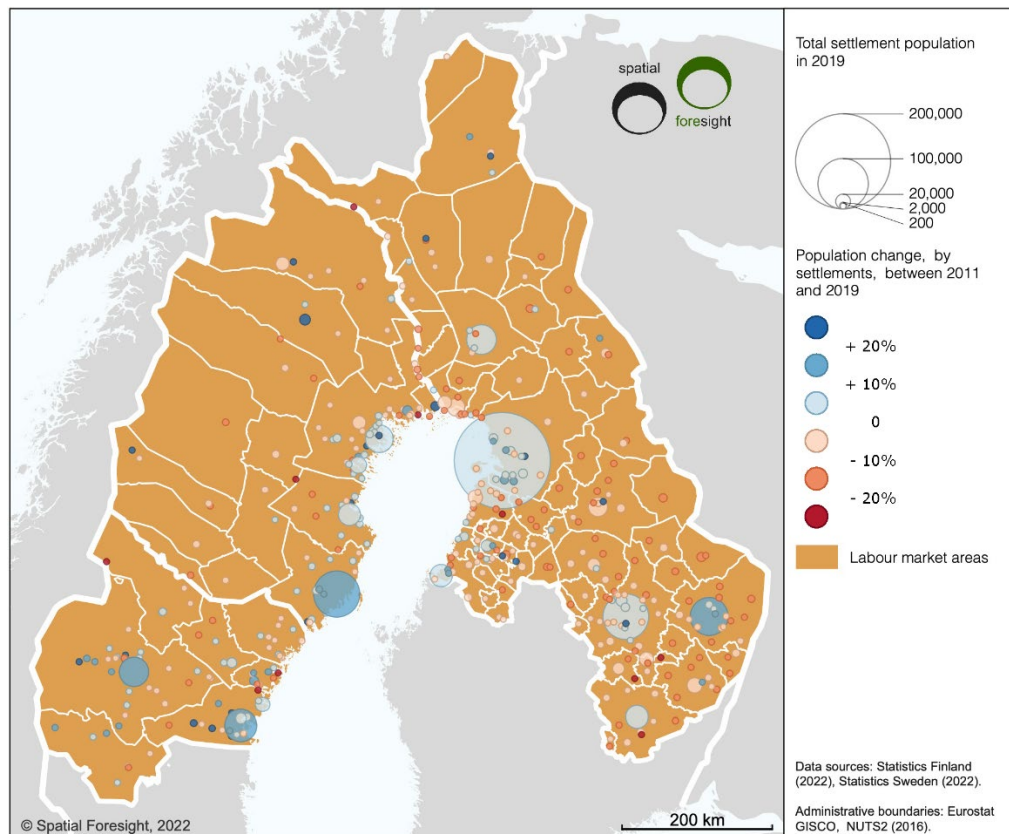 spatial
foresight
© Spatial Foresight, 2022
200 km
Total settlement population
in 2019
200,000
100,000
20,000
2,000
200
Population change, by
settlements, between 2011
and 2019
+ 20%
+ 10%
0
- 10%
- 20%
Labour market areas
Data sources: Statistics Finland
(2022), Statistics Sweden (2022).
Administrative boundaries: Eurostat
GISCO, NUTS2 (2016).